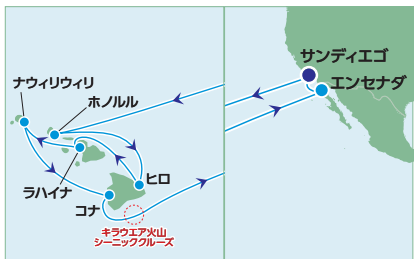 サンディエゴ
ナウィリウィリ
エンセナダ
ホノルル
ラハイナ
ヒロ
コナ
キラウエア火山
シーニッククルーズ